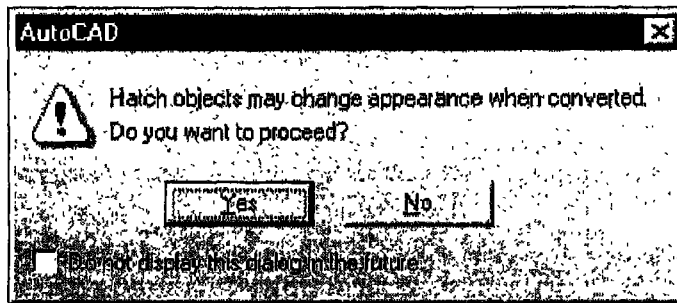 AutoCAD
Hatch objects may change appearance when converted.
Do you want to proceed?
Yes
No
Do not display this dialog in the future